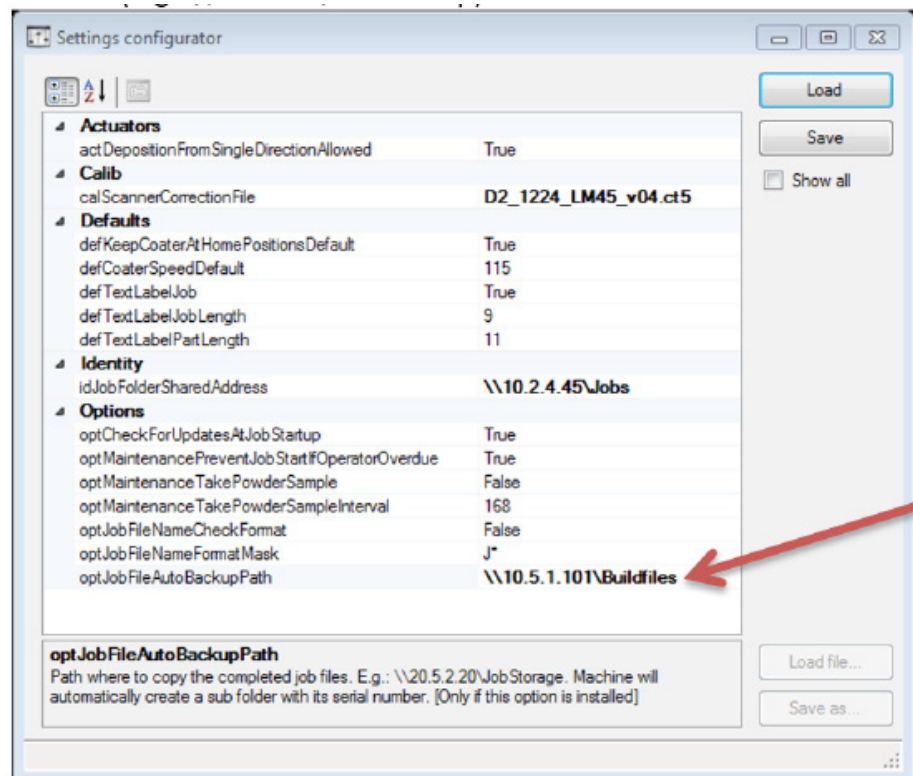 Settings configurator
Load
Save
Show all
Actuators
actDepositionFromSingleDirectionAllowed True
Calib
calScannerCorrectionFile D2_1224_LM45_v04.ct5
Defaults
defKeepCoaterAtHomePositionsDefault True
defCoaterSpeedDefault 115
defTextLabelJob True
defTextLabelJobLength 9
defTextLabelPartLength 11
Identity
idJobFolderSharedAddress \\10.2.4.45\Jobs
Options
optCheckForUpdatesAtJobStartup True
optMaintenancePreventJobStartIfOperatorOverdue True
optMaintenanceTakePowderSample False
optMaintenanceTakePowderSampleInterval 168
optJobFileNameCheckFormat False
optJobFileNameFormatMask J*
optJobFileAutoBackupPath \\10.5.1.101\Buildfiles
optJobFileAutoBackupPath
Path where to copy the completed job files. E.g.: \\20.5.2.20\JobStorage. Machine will
automatically create a sub folder with its serial number. [Only if this option is installed]
Load file...
Save as...